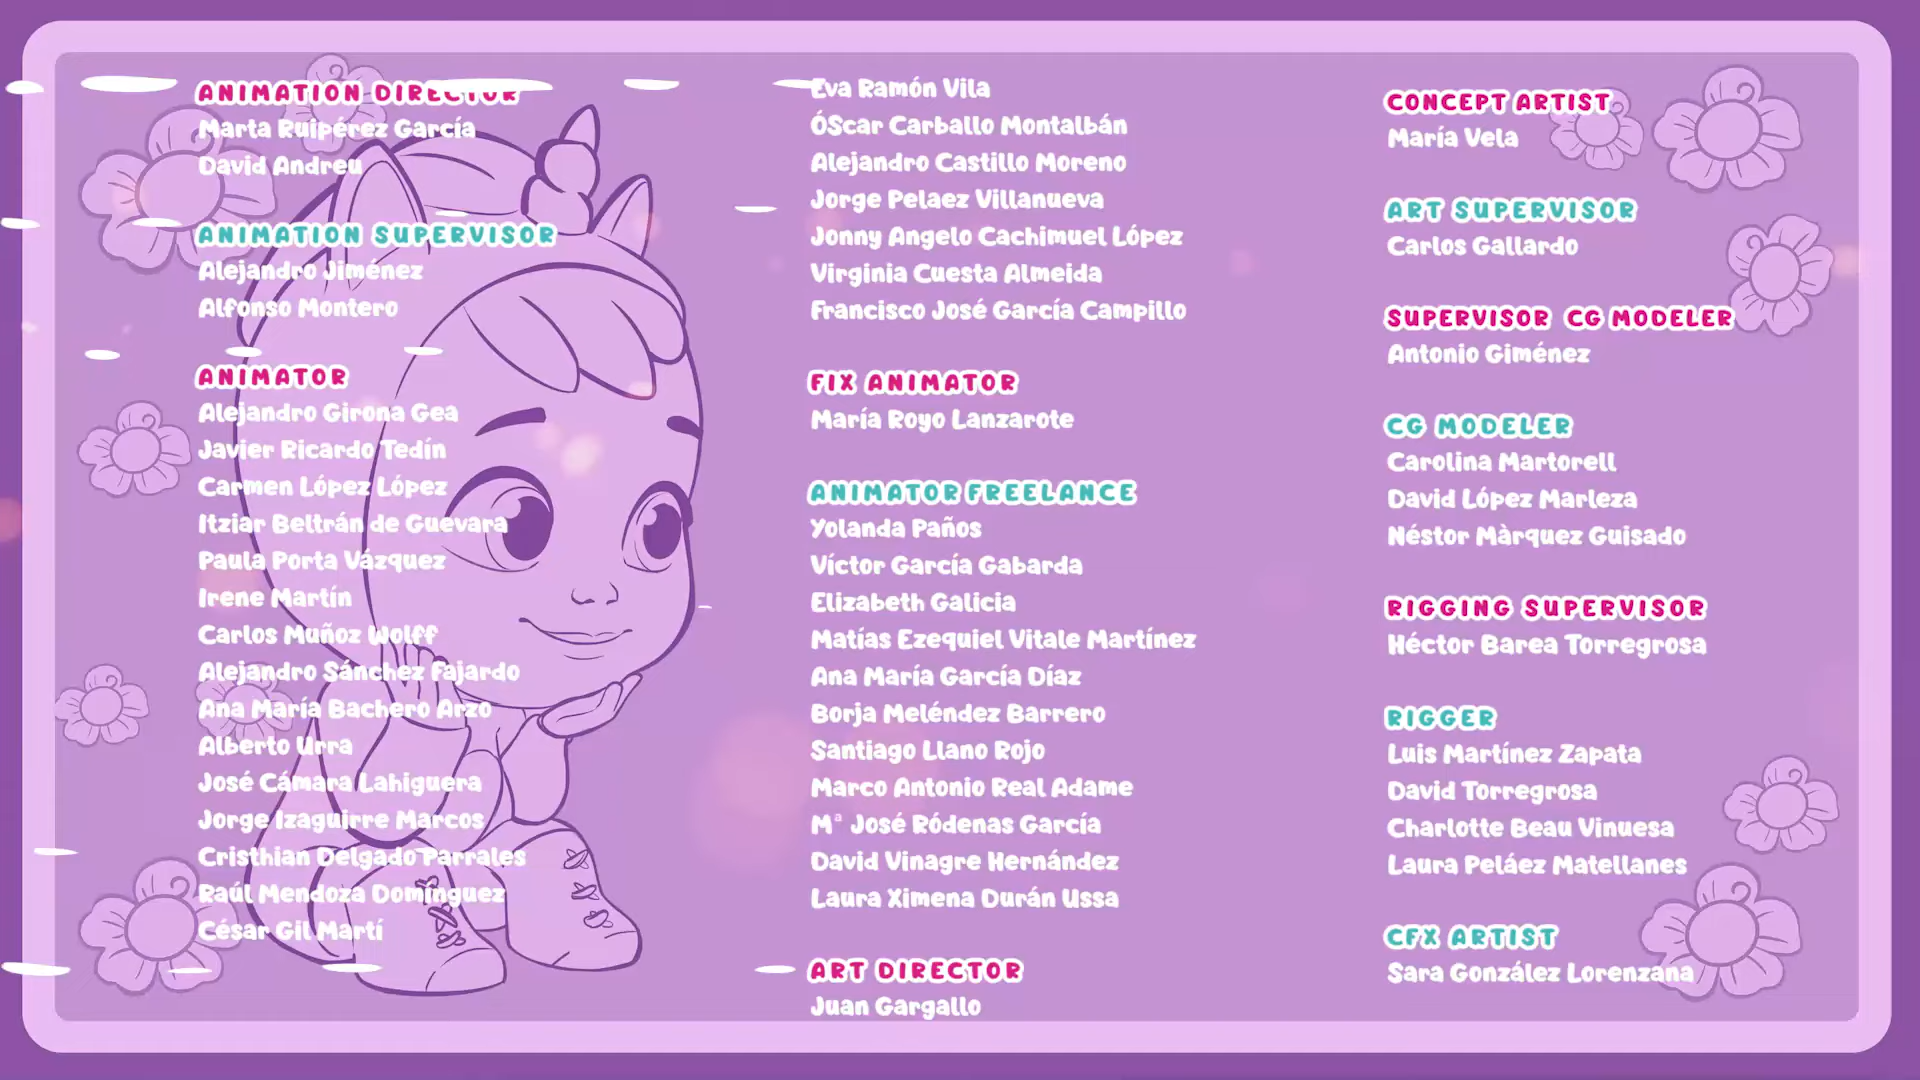 ANIMATION DIRECTOR
Marta Ruipérez García
David Andreu
ANIMATION SUPERVISOR
Alejandro Jiménez
Alfonso Montero
ANIMATOR
Alejandro Girona Gea
Javier Ricardo Tedín
Carmen López López
Itziar Beltrán de Guevara
Paula Porta Vázquez
Irene Martín
Carlos Muñoz Wolff
Alejandro Sánchez Fajardo
Ana María Bachero Arzo
Alberto Urra
José Cámara Lahiguera
Jorge Izaguirre Marcos
Cristhian Delgado Parrales
Raúl Mendoza Domínguez
César Gil Martí
Eva Ramón Vila
ÓScar Carballo Montalbán
Alejandro Castillo Moreno
Jorge Pelaez Villanueva
Jonny Angelo Cachimuel López
Virginia Cuesta Almeida
Francisco José García Campillo
FIX ANIMATOR
María Royo Lanzarote
ANIMATOR FREELANCE
Yolanda Paños
Víctor García Gabarda
Elizabeth Galicia
Matías Ezequiel Vitale Martínez
Ana María García Díaz
Borja Meléndez Barrero
Santiago Llano Rojo
Marco Antonio Real Adame
Mª José Ródenas García
David Vinagre Hernández
Laura Ximena Durán Ussa
ART DIRECTOR
Juan Gargallo
CONCEPT ARTIST
María Vela
ART SUPERVISOR
Carlos Gallardo
SUPERVISOR CG MODELER
Antonio Giménez
CG MODELER
Carolina Martorell
David López Marleza
Néstor Màrquez Guisado
RIGGING SUPERVISOR
Héctor Barea Torregrosa
RIGGER
Luis Martínez Zapata
David Torregrosa
Charlotte Beau Vinuesa
Laura Peláez Matellanes
CFX ARTIST
Sara González Lorenzana